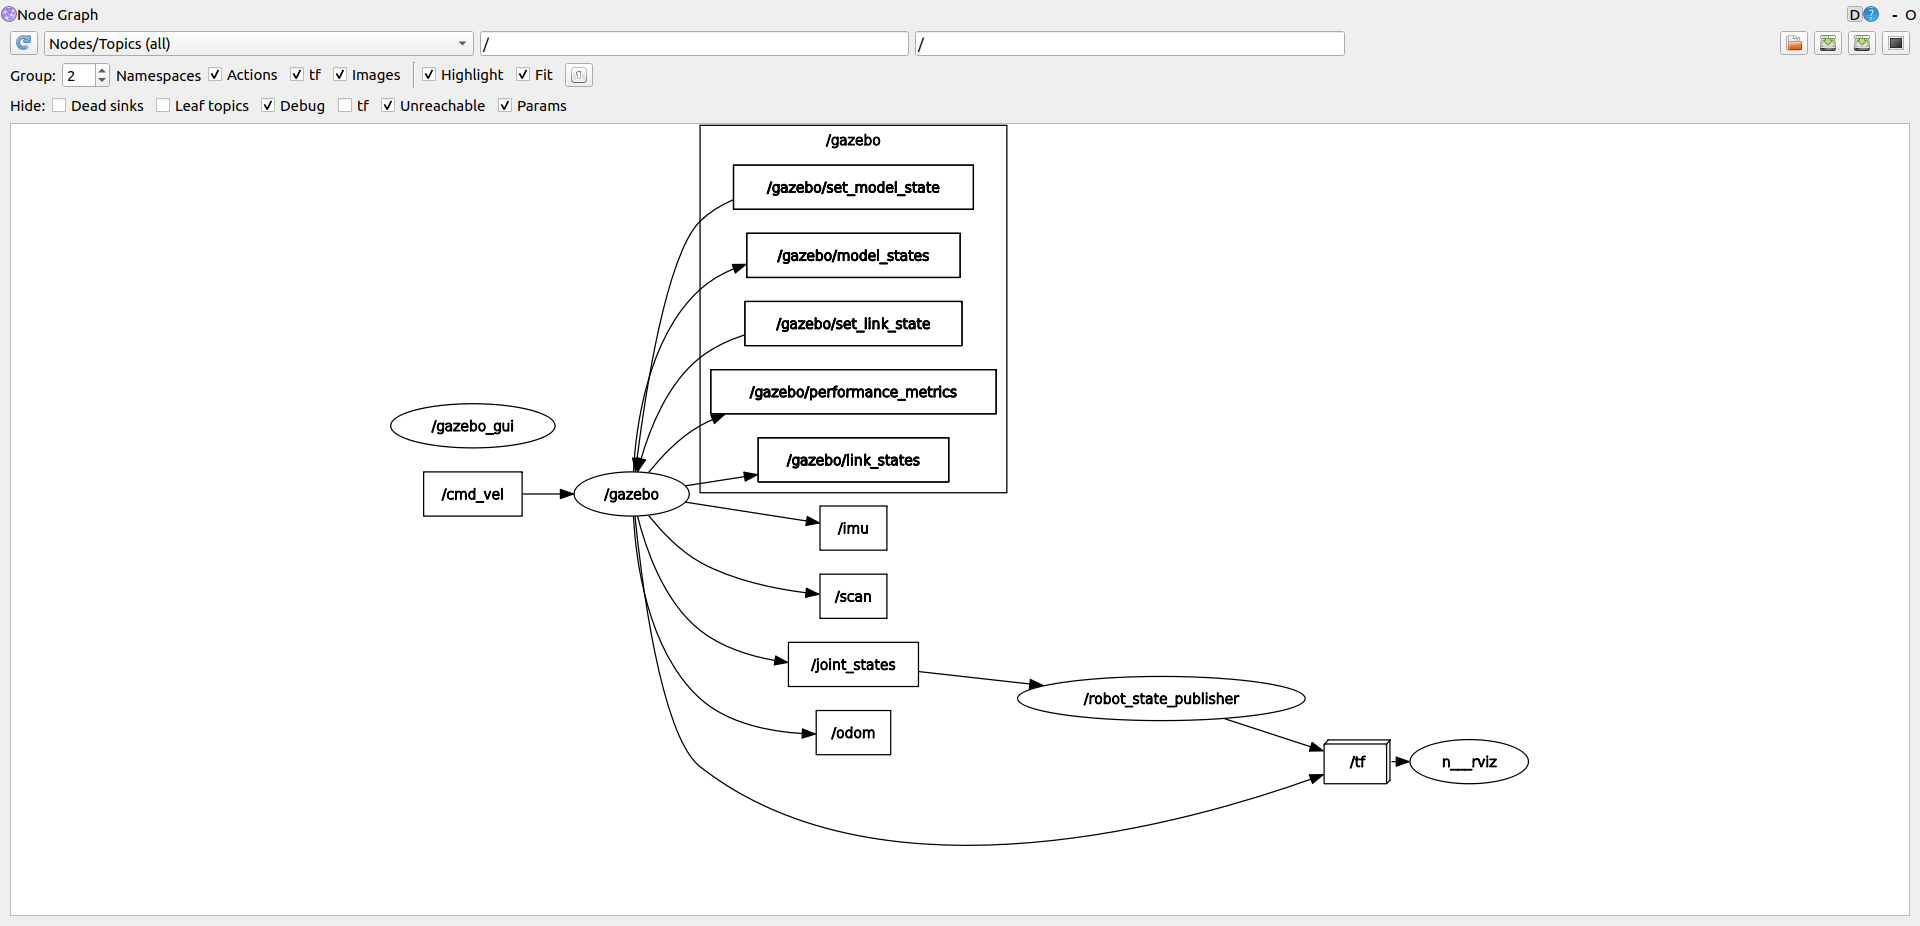 Node Graph
D ? - O
Nodes/Topics (all) / /
Group: 2 Namespaces Actions tf Images Highlight Fit
Hide: Dead sinks Leaf topics Debug tf Unreachable Params
/gazebo
/gazebo/set_model_state
/gazebo/model_states
/gazebo/set_link_state
/gazebo/performance_metrics
/gazebo_gui
/gazebo/link_states
/cmd_vel
/gazebo
/imu
/scan
/joint_states
/robot_state_publisher
/odom
/tf
n___rviz